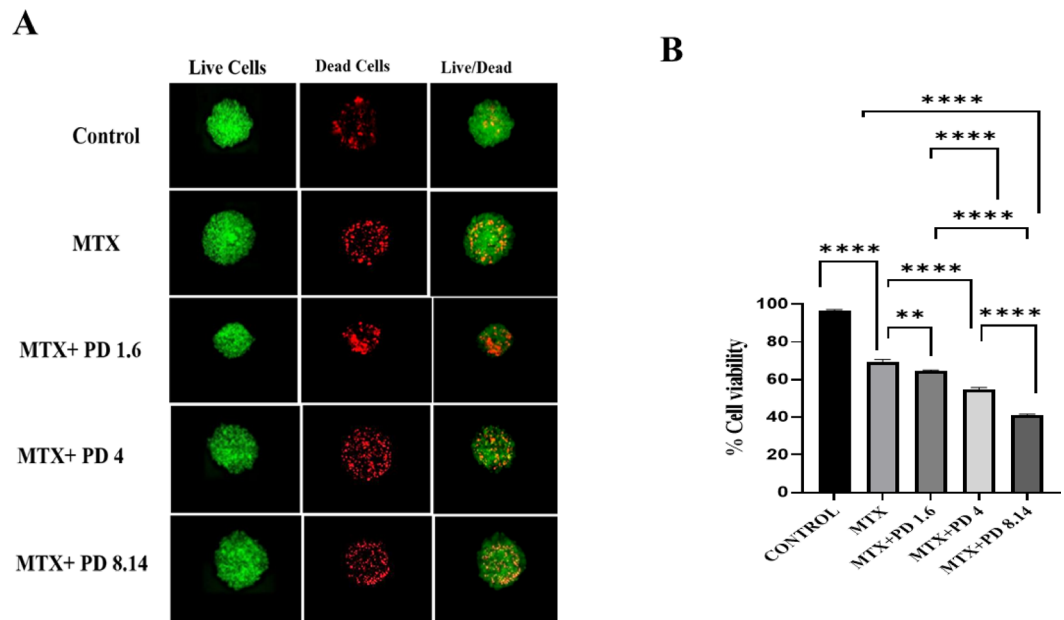 A
Live Cells Dead Cells Live/Dead
Control
MTX
MTX+ PD 1.6
MTX+ PD 4
MTX+ PD 8.14
B
****
****
****
**** ****
** ****
% Cell viability
100
80
60
40
20
0
CONTROL
MTX
MTX+PD 1.6
MTX+PD 4
MTX+PD 8.14